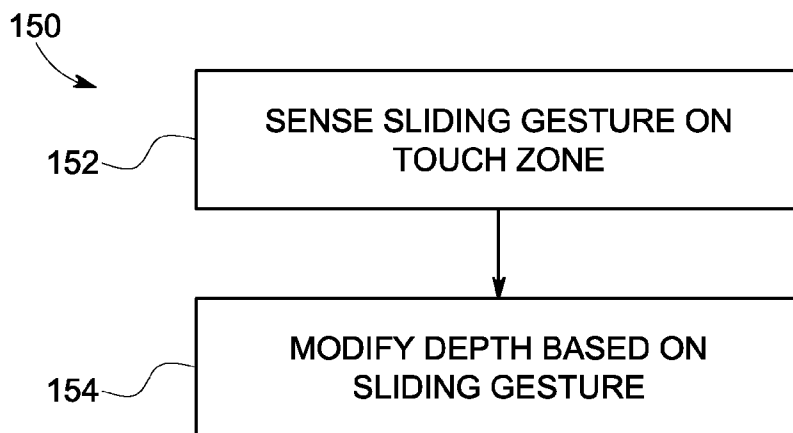 150
152
SENSE SLIDING GESTURE ON
TOUCH ZONE
154
MODIFY DEPTH BASED ON
SLIDING GESTURE